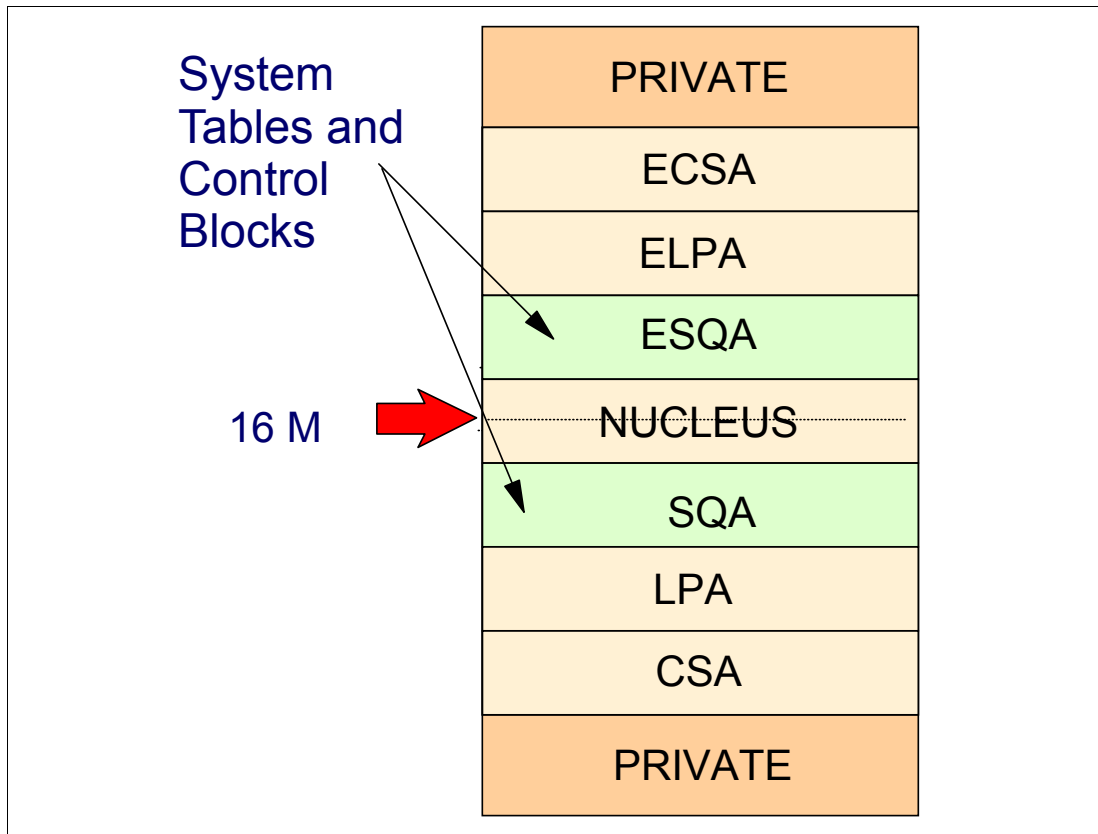 System
Tables and
Control
Blocks
16 M
PRIVATE
ECSA
ELPA
ESQA
NUCLEUS
SQA
LPA
CSA
PRIVATE